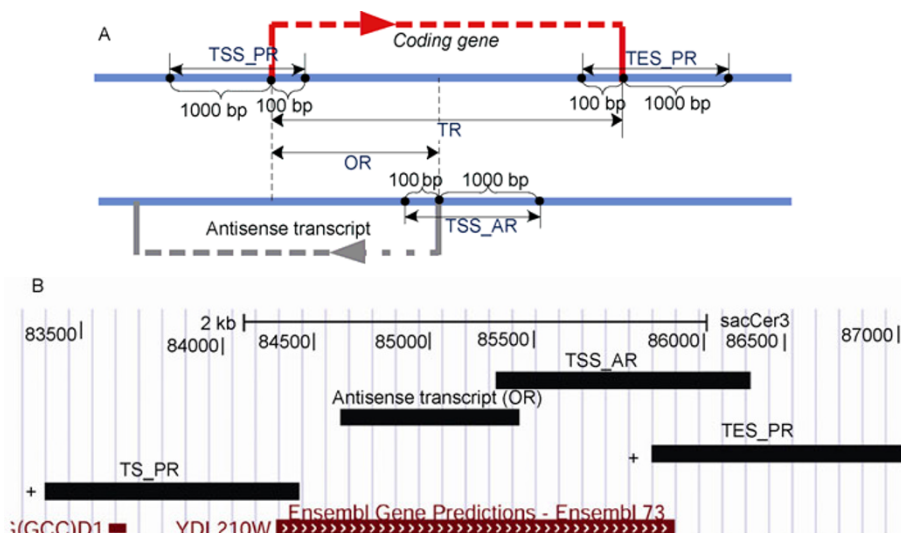 A
Coding gene
TSS_PR
TES_PR
1000 bp
100 bp
100 bp
1000 bp
TR
OR
100 bp
1000 bp
Antisense transcript
TSS_AR
B
2 kb
sacCer3
83500
84000
84500
85000
85500
86000
86500
87000
TSS_AR
Antisense transcript (OR)
TES_PR
+
TS_PR
+
Ensembl Gene Predictions - Ensembl 73
(GCC)D1
YDL210W